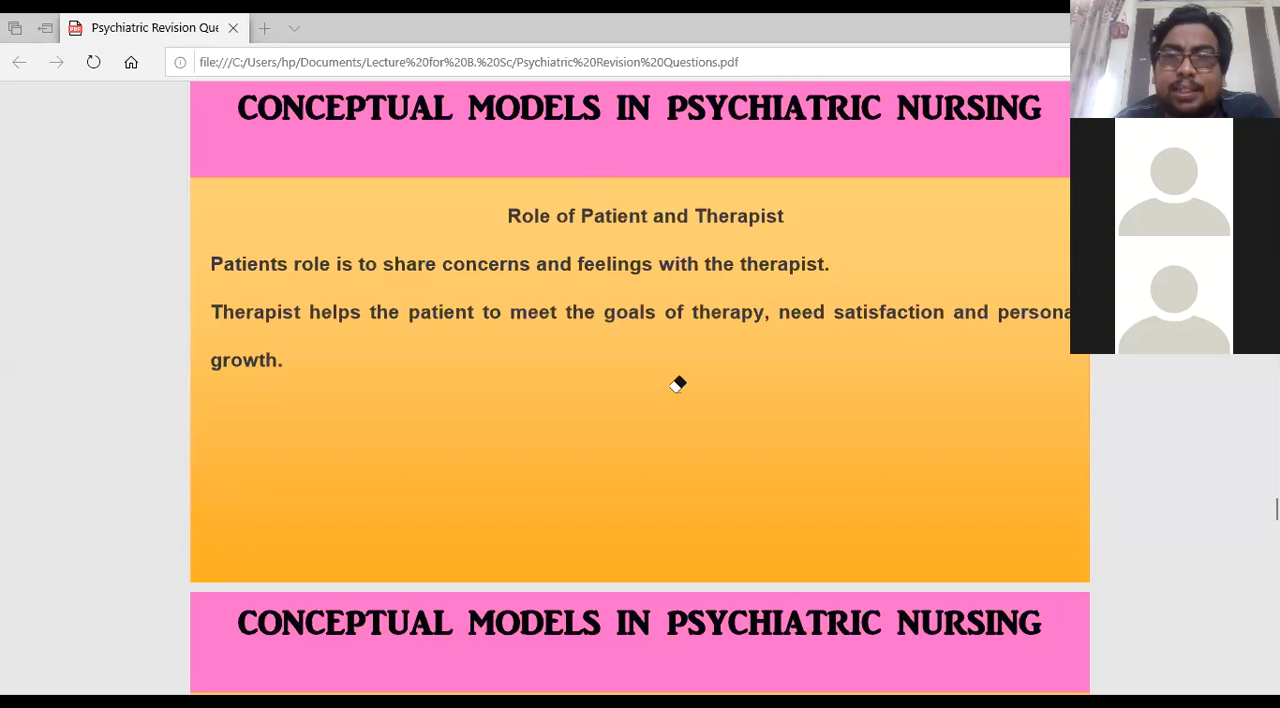 Psychiatric Revision Que
file:///C:/Users/hp/Documents/Lecture%20for%20B.%20Sc/Psychiatric%20Revision%20Questions.pdf
CONCEPTUAL MODELS IN PSYCHIATRIC NURSING
Role of Patient and Therapist
Patients role is to share concerns and feelings with the therapist.
Therapist helps the patient to meet the goals of therapy, need satisfaction and persona
growth.
CONCEPTUAL MODELS IN PSYCHIATRIC NURSING